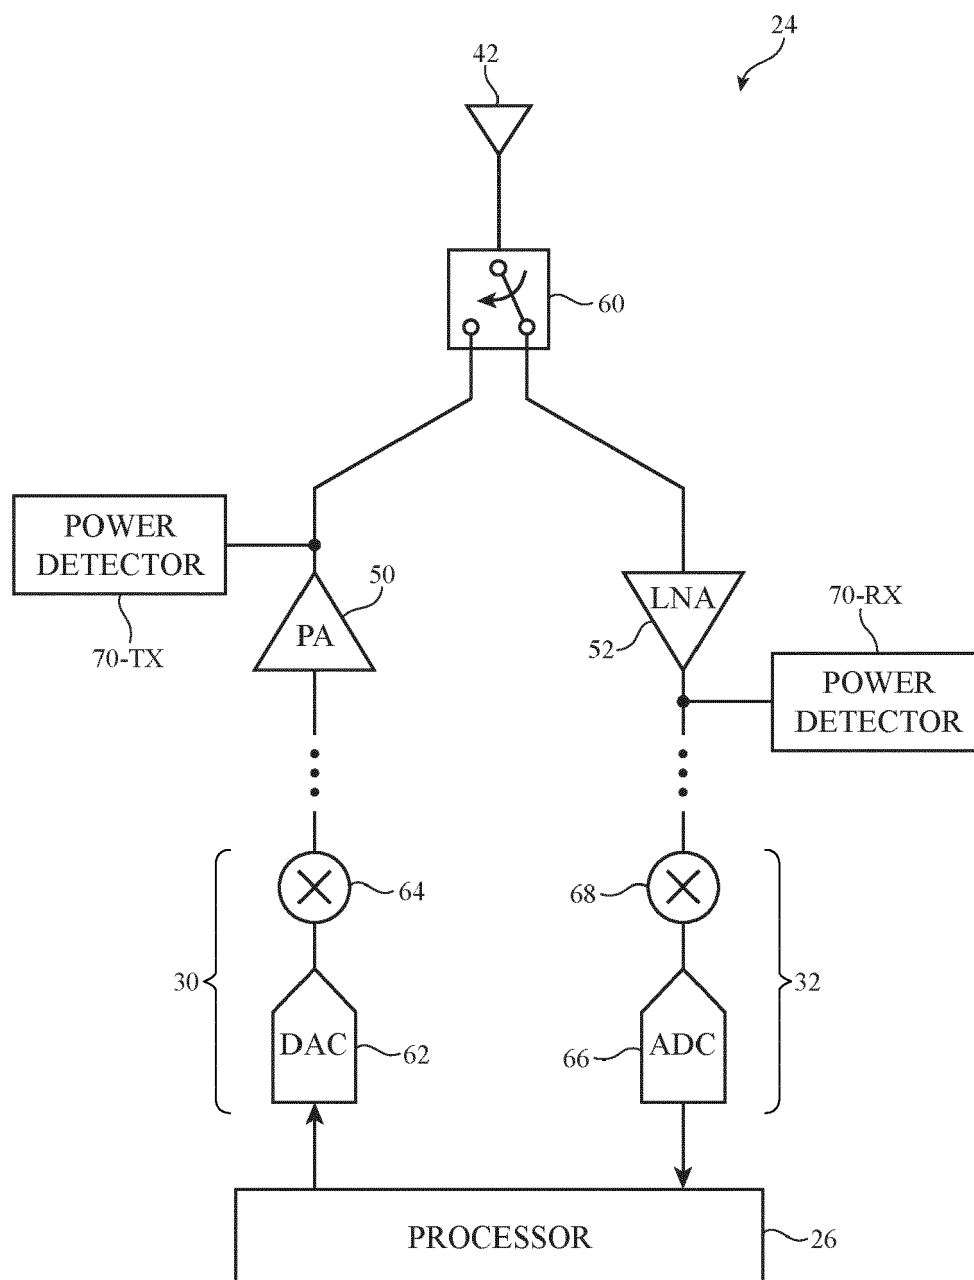 24
42
60
POWER
DETECTOR
70-TX
50
PA
LNA
52
70-RX
POWER
DETECTOR
64
68
30
32
DAC
62
66
ADC
PROCESSOR
26